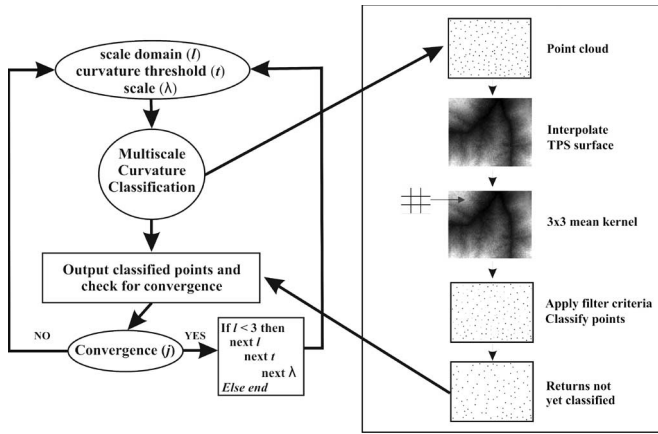 scale domain (l)
curvature threshold (t)
scale (λ)
Multiscale
Curvature
Classification
Output classified points and
check for convergence
NO
Convergence (j)
YES
If l < 3 then
next l
next t
next λ
Else end
Point cloud
Interpolate
TPS surface
3x3 mean kernel
Apply filter criteria
Classify points
Returns not
yet classified